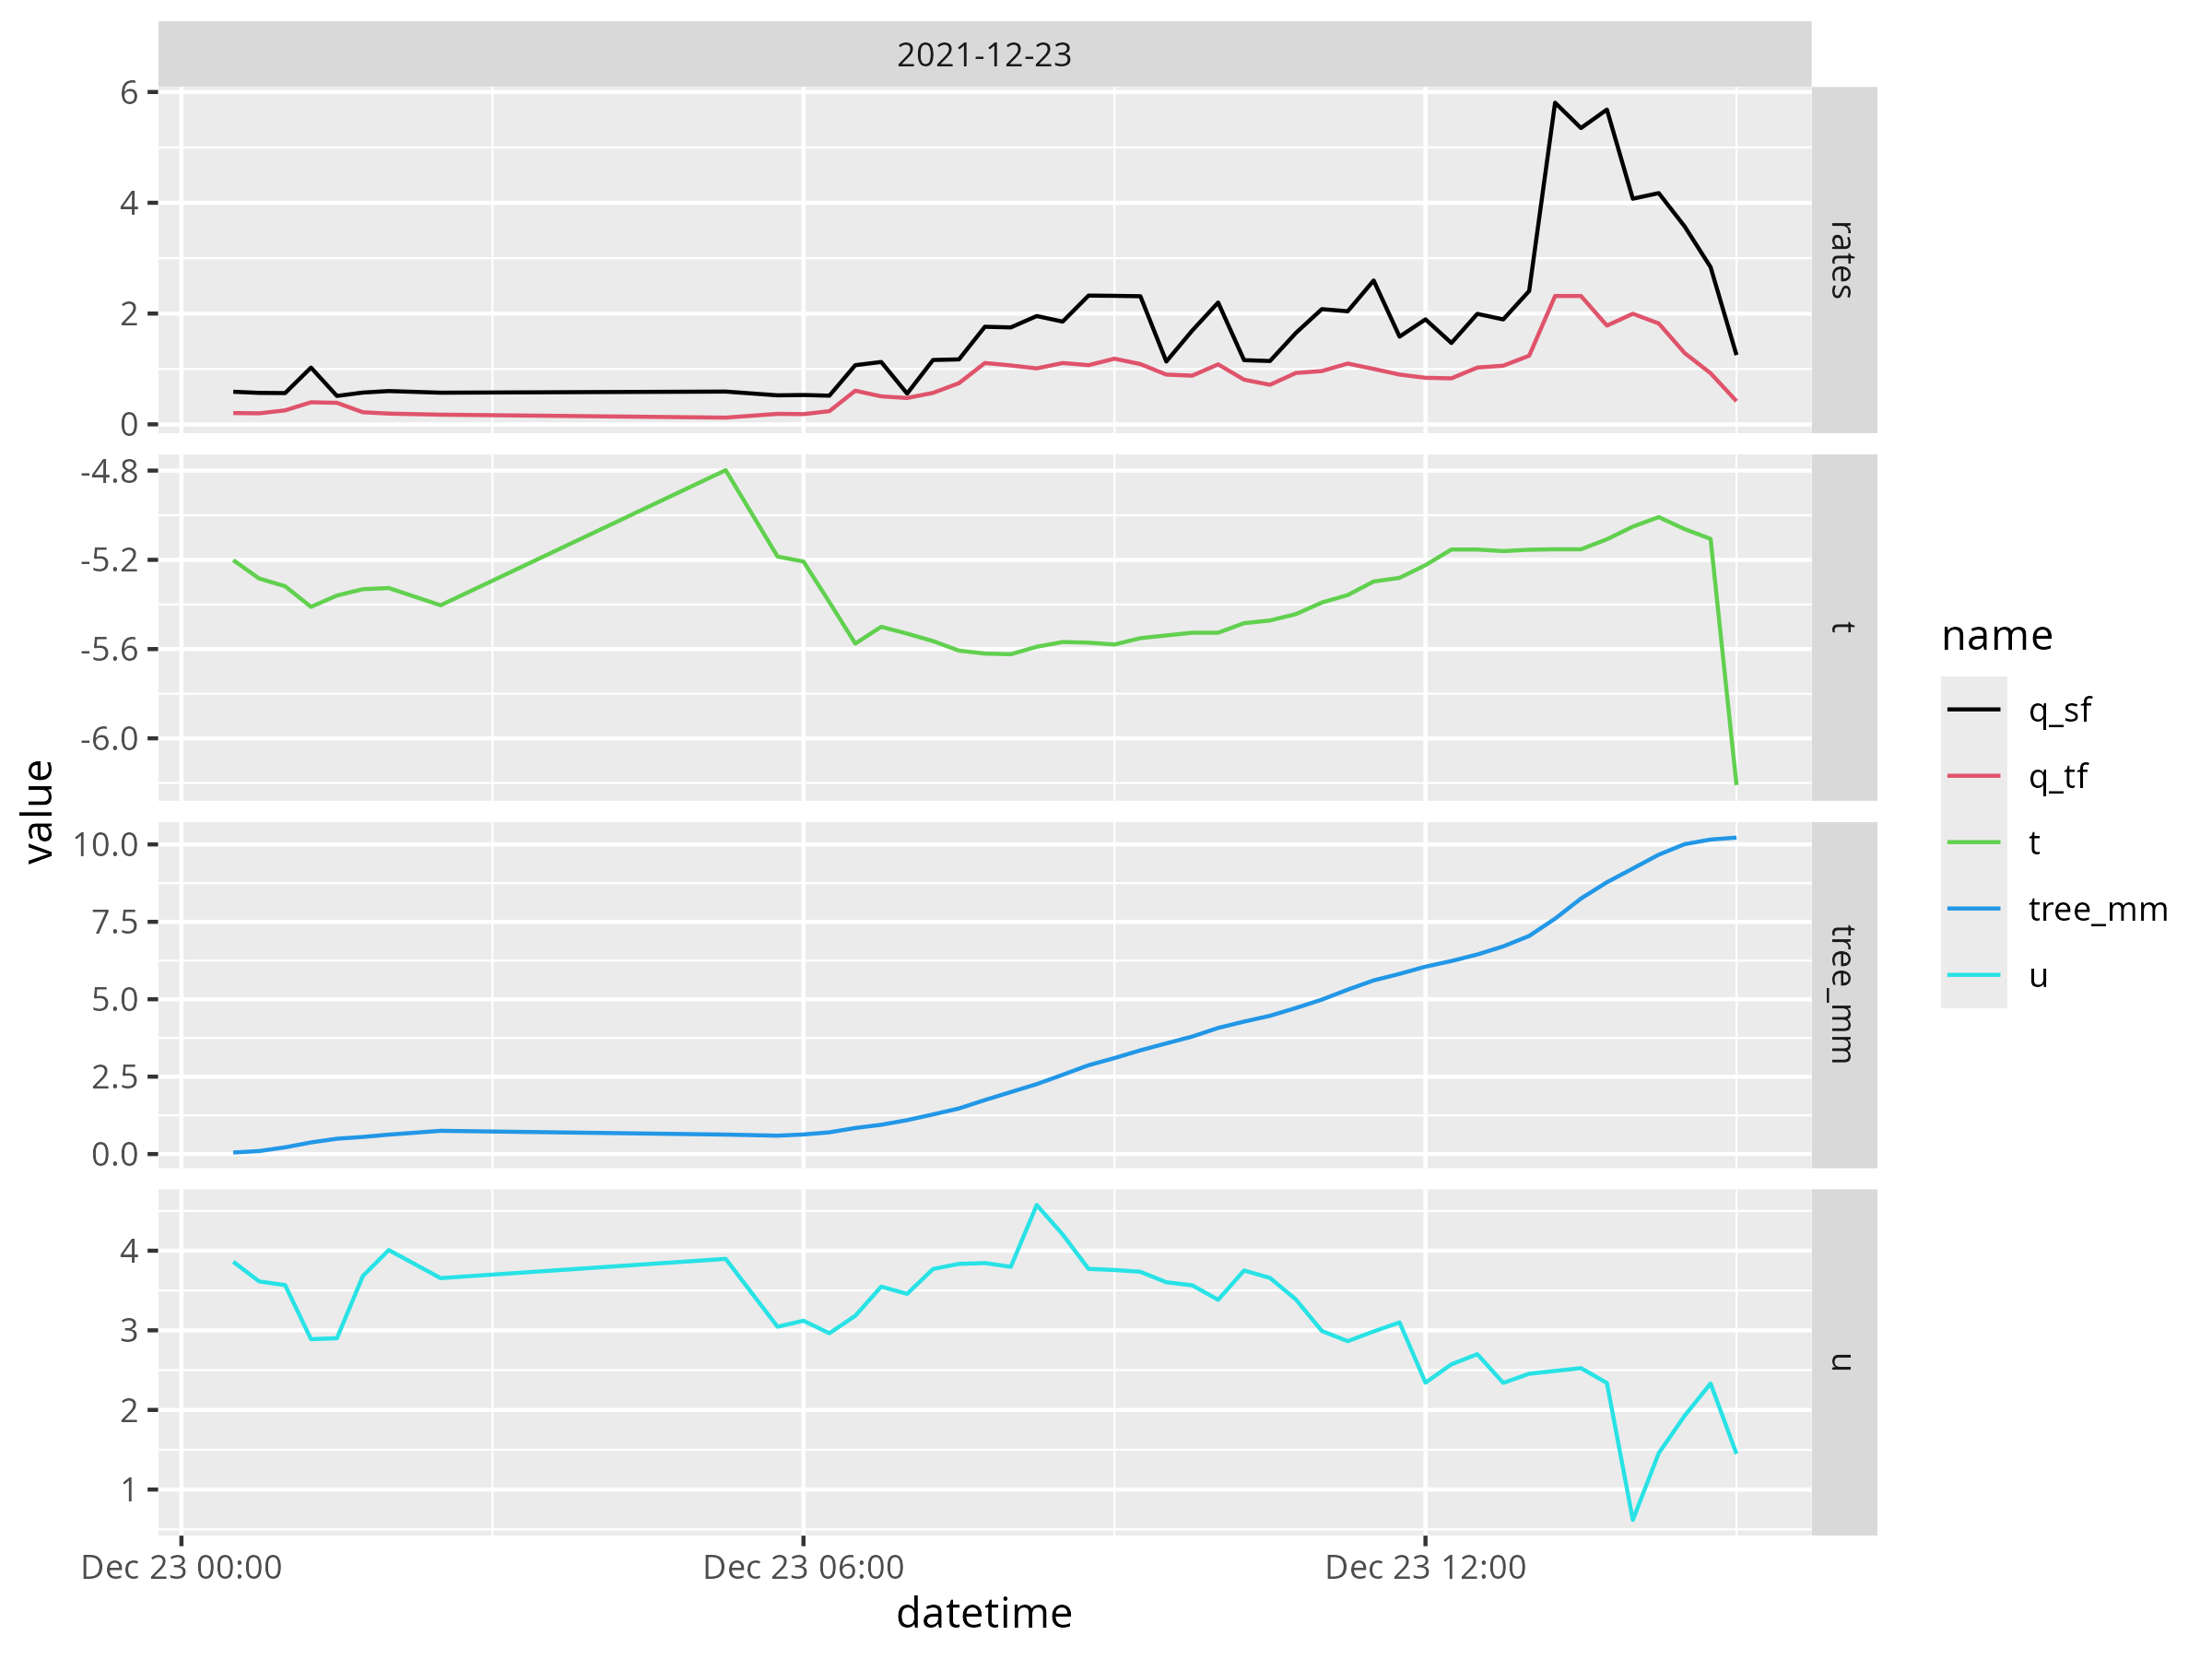 2021-12-23
6
4
2
0
rates
-4.8
-5.2
-5.6
-6.0
t
10.0
7.5
5.0
2.5
0.0
tree_mm
4
3
2
1
u
value
Dec 23 00:00 Dec 23 06:00 Dec 23 12:00
datetime
name
q_sf
q_tf
t
tree_mm
u